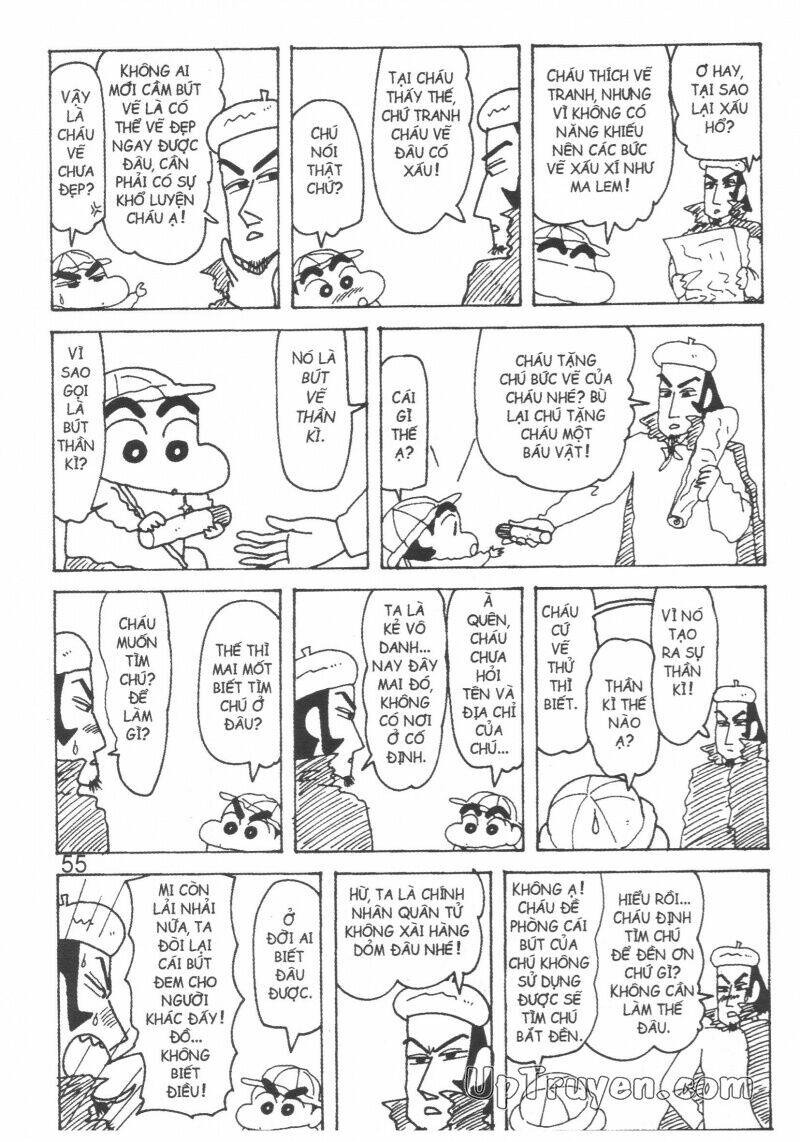 Ơ HAY,
TẠI SAO
LẠI XẤU
HỔ?
CHÁU THÍCH VẼ
TRANH, NHƯNG
VÌ KHÔNG CÓ
NĂNG KHIẾU
NÊN CÁC BỨC
VẼ XẤU XÍ NHƯ
MA LEM!
TẠI CHÁU
THẤY THẾ,
CHỨ TRANH
CHÁU VẼ
ĐÂU CÓ
XẤU!
CHÚ
NÓI
THẬT
CHỨ?
KHÔNG AI
MỚI CẦM BÚT
VẼ LÀ CÓ
THỂ VẼ ĐẸP
NGAY ĐƯỢC
ĐÂU, CẦN
PHẢI CÓ SỰ
KHỔ LUYỆN
CHÁU Ạ!
VẬY
LÀ
CHÁU
VẼ
CHƯA
ĐẸP?
CHÁU TẶNG
CHÚ BỨC VẼ CỦA
CHÁU NHÉ? BÙ
LẠI CHÚ TẶNG
CHÁU MỘT
BÁU VẬT!
CÁI
GÌ
THẾ
Ạ?
NÓ LÀ
BÚT
VẼ
THẦN
KÌ.
VÌ
SAO
GỌI
LÀ
BÚT
THẦN
KÌ?
VÌ NÓ
TẠO
RA SỰ
THẦN
KÌ!
THẦN
KÌ THẾ
NÀO
Ạ?
CHÁU
CỨ
VẼ
THỬ
THÌ
BIẾT.
À
QUÊN,
CHÁU
CHƯA
HỎI
TÊN VÀ
ĐỊA CHỈ
CỦA
CHÚ...
TA LÀ
KẺ VÔ
DANH...
NAY ĐÂY
MAI ĐÓ,
KHÔNG
CÓ NƠI
Ở CỐ
ĐỊNH.
THẾ THÌ
MAI MỐT
BIẾT TÌM
CHÚ Ở
ĐÂU?
CHÁU
MUỐN
TÌM
CHÚ?
ĐỂ
LÀM
GÌ?
55
HIỂU RỒI...
CHÁU ĐỊNH
TÌM CHÚ
ĐỂ ĐỀN ƠN
CHỨ GÌ?
KHÔNG CẦN
LÀM THẾ
ĐÂU.
KHÔNG Ạ!
CHÁU ĐỀ
PHÒNG CÁI
BÚT CỦA
CHÚ KHÔNG
SỬ DỤNG
ĐƯỢC SẼ
TÌM CHÚ
BẮT ĐỀN.
HỪ, TA LÀ CHÍNH
NHÂN QUÂN TỬ
KHÔNG XÀI HÀNG
DỎM ĐÂU NHÉ!
Ở
ĐỜI AI
BIẾT
ĐÂU
ĐƯỢC.
MI CÒN
LẢI NHẢI
NỮA, TA
ĐÒI LẠI
CÁI BÚT
ĐEM CHO
NGƯỜI
KHÁC ĐẤY!
ĐỒ...
KHÔNG
BIẾT
ĐIỀU!
UpTruyen.com